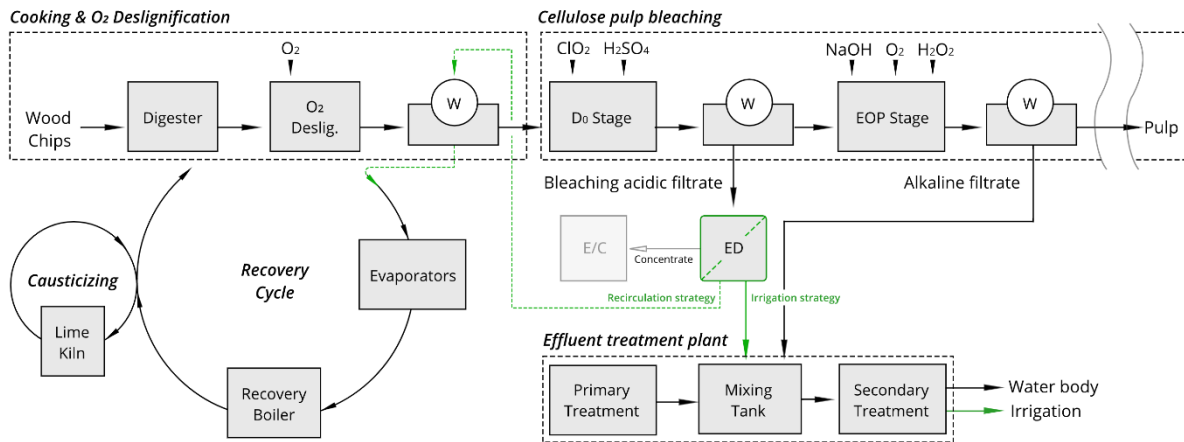 Cooking & O₂ Deslignification
Cellulose pulp bleaching
O₂
ClO₂
H₂SO₄
NaOH
O₂
H₂O₂
Wood
Chips
Digester
O₂
Deslig.
W
D₀ Stage
W
EOP Stage
W
Pulp
Bleaching acidic filtrate
Alkaline filtrate
E/C
Concentrate
ED
Recirculation strategy
Irrigation strategy
Causticizing
Recovery
Cycle
Evaporators
Lime
Kiln
Recovery
Boiler
Effluent treatment plant
Primary
Treatment
Mixing
Tank
Secondary
Treatment
Water body
Irrigation